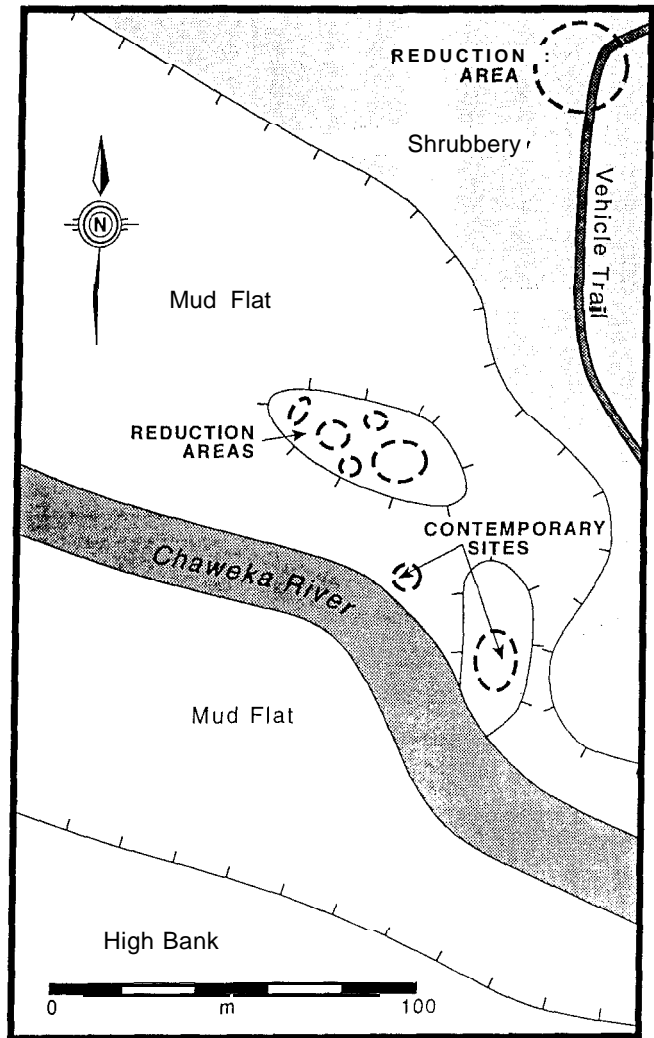 REDUCTION
AREA
Shrubbery
Vehicle Trail
N
Mud Flat
REDUCTION
AREAS
CONTEMPORARY
SITES
Chaweka River
Mud Flat
High Bank
0 m 100